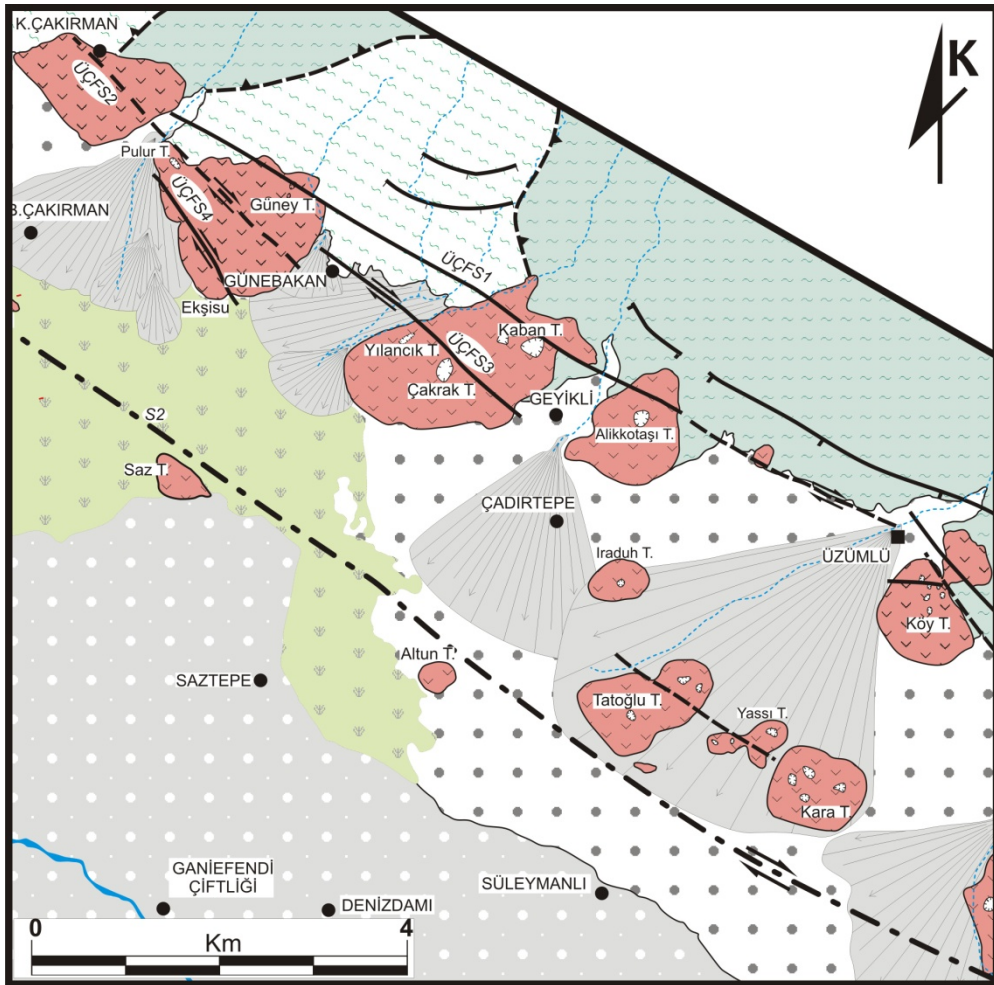 K.ÇAKIRMAN
K
ÜÇFS2
Pulur T.
ÜÇFS4
Güney T.
B.ÇAKIRMAN
ÜÇFS1
GÜNEBAKAN
Ekşisu
Kaban T.
Yılancık T.
ÜÇFS3
Çakrak T.
GEYİKLİ
S2
Alikkotaşı T.
Saz T.
ÇADIRTEPE
Iraduh T.
ÜZÜMLÜ
Köy T.
Altun T.
SAZTEPE
Tatoğlu T.
Yassı T.
Kara T.
GANİEFENDİ
ÇİFTLİĞİ
SÜLEYMANLI
DENİZDAMI
0
4
Km